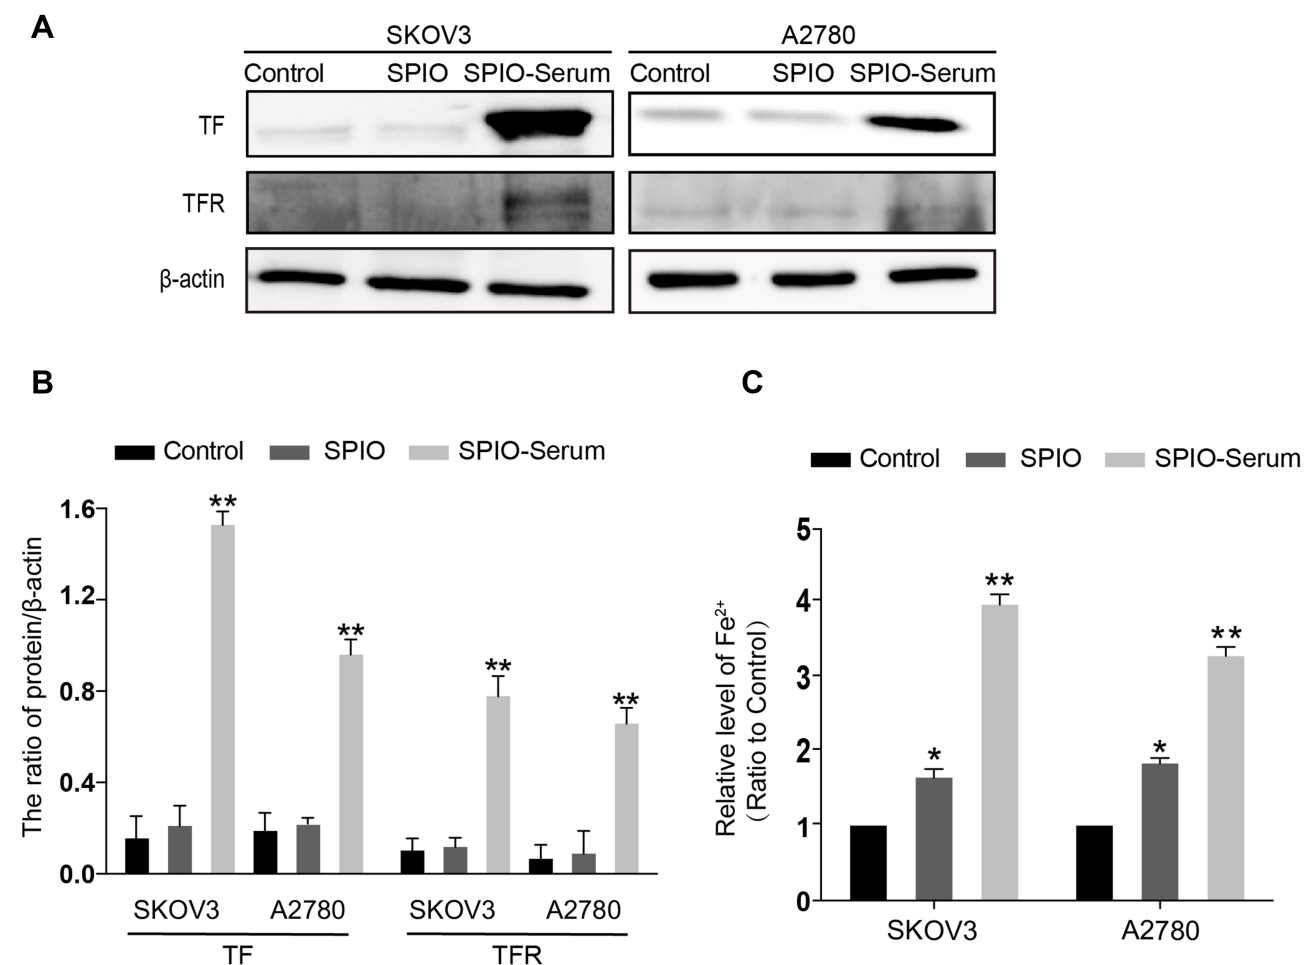 A
SKOV3 A2780
Control SPIO SPIO-Serum Control SPIO SPIO-Serum
TF
TFR
β-actin
B
C
Control SPIO SPIO-Serum
The ratio of protein/β-actin
1.6
1.2
0.8
0.4
0.0
** ** ** **
SKOV3 A2780 SKOV3 A2780
TF TFR
Control SPIO SPIO-Serum
Relative level of Fe²⁺
(Ratio to Control)
5
4
3
2
1
0
* ** * **
SKOV3 A2780